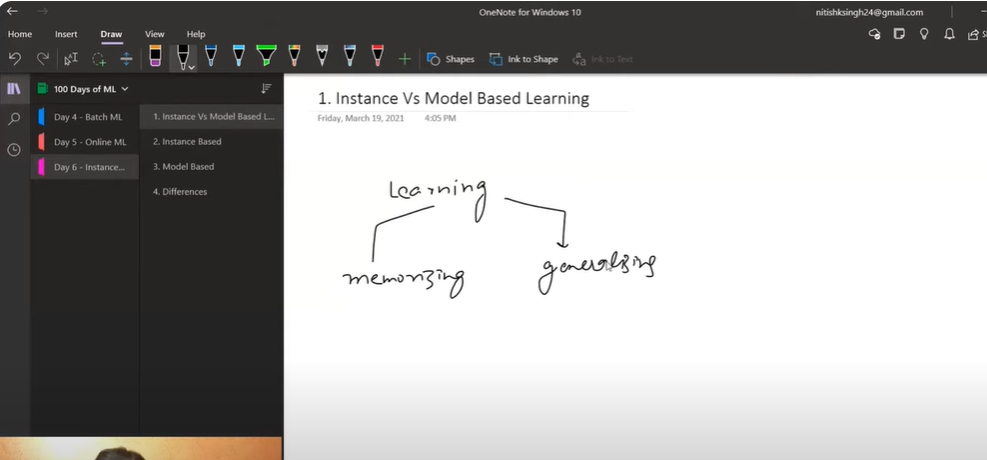 OneNote for Windows 10
nitishksingh24@gmail.com
Home Insert Draw View Help
Shapes Ink to Shape Ink to Text
100 Days of ML
Day 4 - Batch ML
Day 5 - Online ML
Day 6 - Instance...
1. Instance Vs Model Based L...
2. Instance Based
3. Model Based
4. Differences
1. Instance Vs Model Based Learning
Friday, March 19, 2021 4:05 PM
Learning
memorizing generalizing